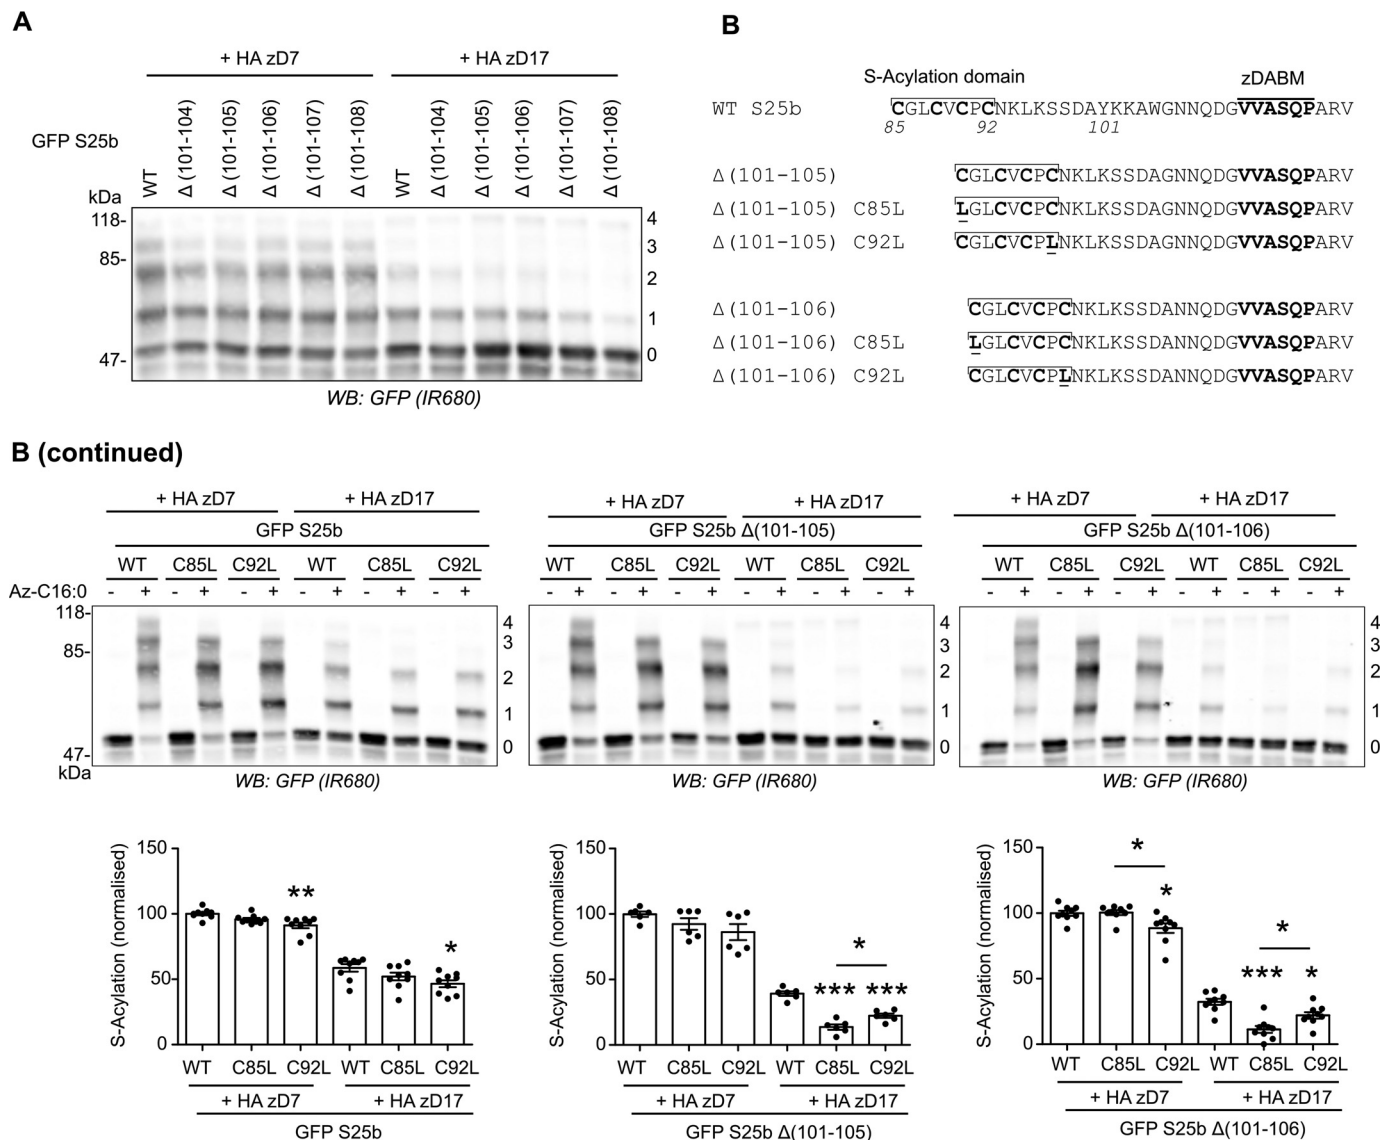 A
+ HA zD7 + HA zD17
GFP S25b
WT Δ (101-104) Δ (101-105) Δ (101-106) Δ (101-107) Δ (101-108) WT Δ (101-104) Δ (101-105) Δ (101-106) Δ (101-107) Δ (101-108)
kDa
118- 4
3
85-
2
1
0
47-
WB: GFP (IR680)
B
S-Acylation domain zDABM
WT S25b CGLCVCPCNKLKSSDAYKKAWGNNQDGVVASQPARV
85 92 101
Δ(101-105) CGLCVCPCNKLKSSDAGNNQDGVVASQPARV
Δ(101-105) C85L LGLCVCPCNKLKSSDAGNNQDGVVASQPARV
Δ(101-105) C92L CGLCVCPLNKLKSSDAGNNQDGVVASQPARV
Δ(101-106) CGLCVCPCNKLKSSDANNQDGVVASQPARV
Δ(101-106) C85L LGLCVCPCNKLKSSDANNQDGVVASQPARV
Δ(101-106) C92L CGLCVCPLNKLKSSDANNQDGVVASQPARV
B (continued)
+ HA zD7 + HA zD17
GFP S25b
WT C85L C92L WT C85L C92L
Az-C16:0 - + - + - + - + - + - +
118- 4
3
85-
2
1
0
47-
kDa
WB: GFP (IR680)
+ HA zD7 + HA zD17
GFP S25b Δ(101-105)
WT C85L C92L WT C85L C92L
- + - + - + - + - + - +
4
3
2
1
0
WB: GFP (IR680)
+ HA zD7 + HA zD17
GFP S25b Δ(101-106)
WT C85L C92L WT C85L C92L
- + - + - + - + - + - +
4
3
2
1
0
WB: GFP (IR680)
S-Acylation (normalised)
150
100
50
0
**
*
WT C85L C92L WT C85L C92L
+ HA zD7 + HA zD17
GFP S25b
S-Acylation (normalised)
150
100
50
0
*
*** ***
WT C85L C92L WT C85L C92L
+ HA zD7 + HA zD17
GFP S25b Δ(101-105)
S-Acylation (normalised)
150
100
50
0
*
*
*
*** *
WT C85L C92L WT C85L C92L
+ HA zD7 + HA zD17
GFP S25b Δ(101-106)